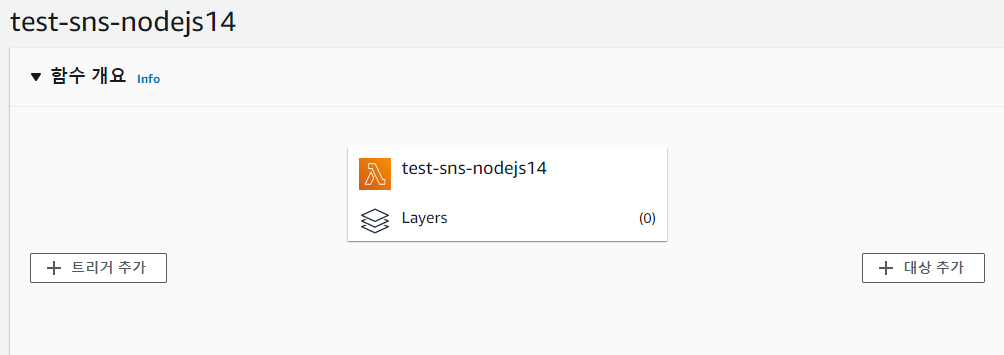 test-sns-nodejs14
함수 개요 Info
test-sns-nodejs14
Layers (0)
트리거 추가
대상 추가